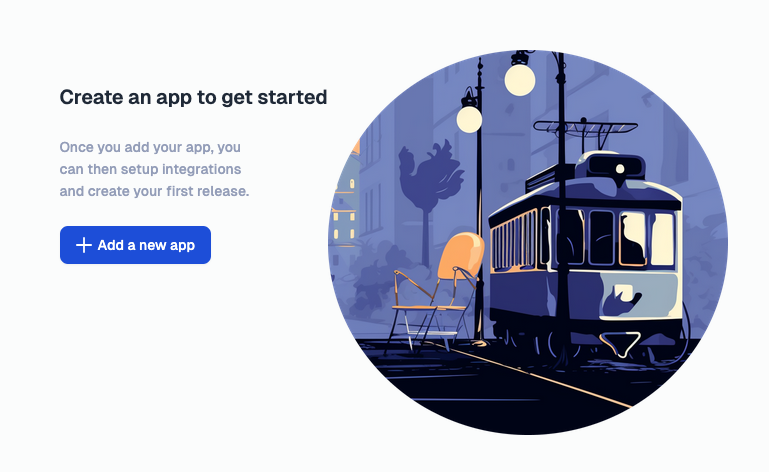 Create an app to get started
Once you add your app, you
can then setup integrations
and create your first release.
Add a new app